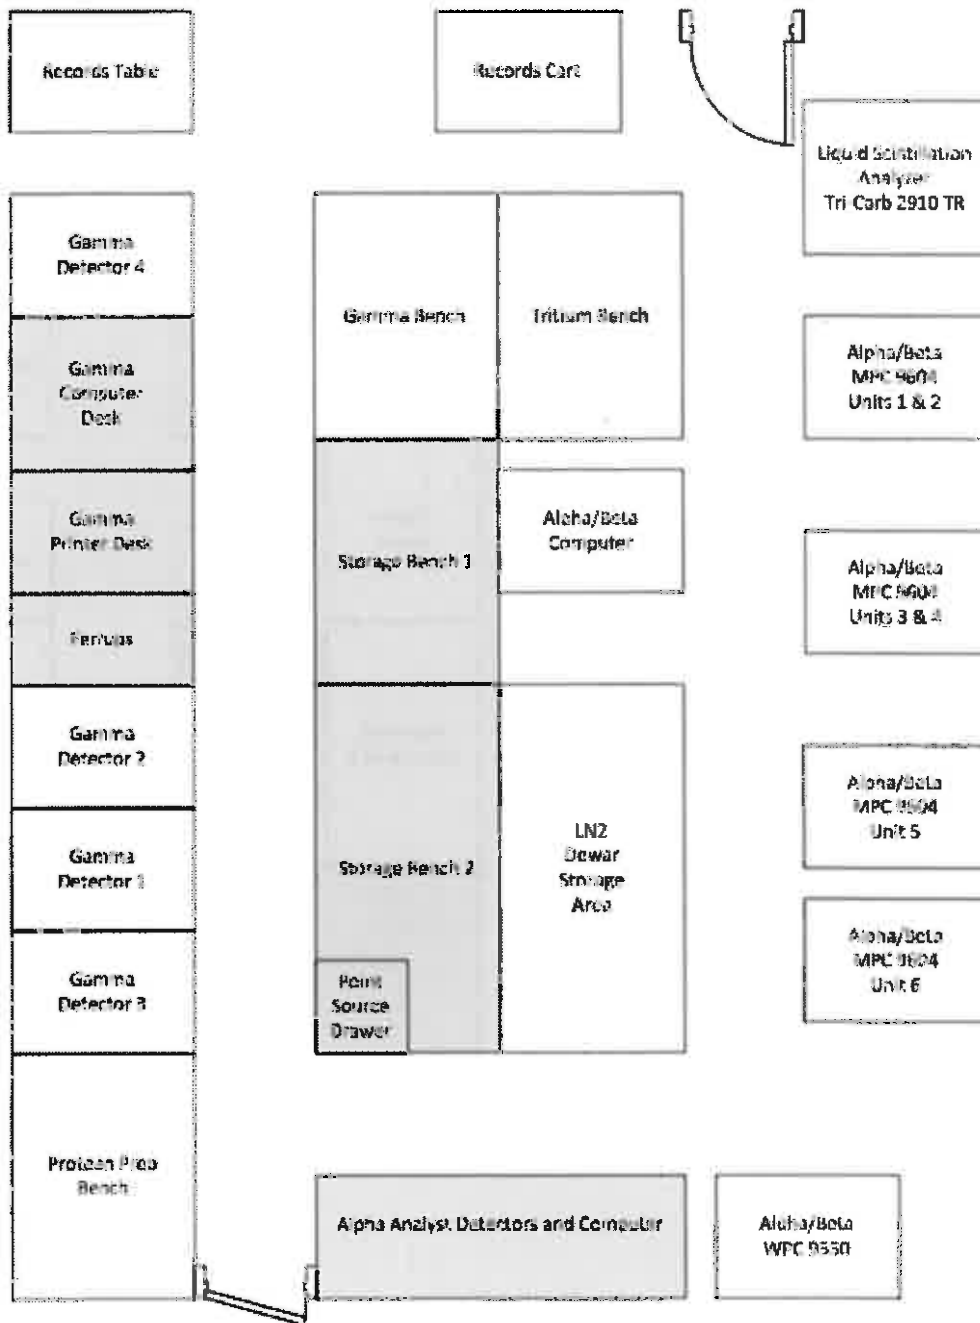 Records Table
Records Cart
Liquid Scintillation
Analyzer
Tri-Carb 2910 TR
Gamma
Detector 4
Gamma Bench
Tritium Bench
Gamma
Computer
Desk
Alpha/Beta
MPC 9604
Units 1 & 2
Gamma
Printer Desk
Storage Bench 1
Alpha/Beta
Computer
Alpha/Beta
MPC 9604
Units 3 & 4
Ferrups
Gamma
Detector 2
Alpha/Beta
MPC 9604
Unit 5
Gamma
Detector 1
Storage Bench 2
LN2
Dewar
Storage
Area
Alpha/Beta
MPC 9604
Unit 6
Gamma
Detector 3
Point
Source
Drawer
Protean Prep
Bench
Alpha Analyst Detectors and Computer
Alpha/Beta
WPC 9550